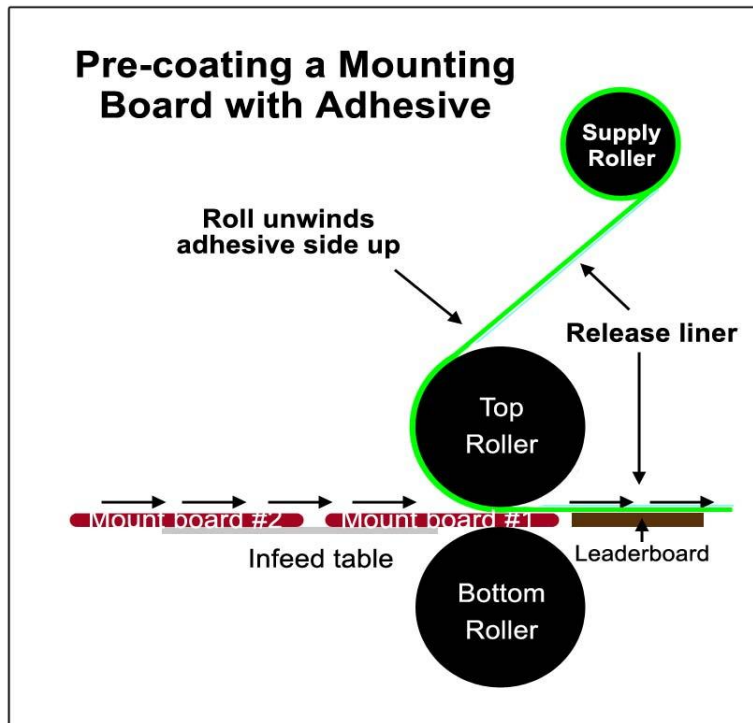 Pre-coating a Mounting
Board with Adhesive
Supply
Roller
Roll unwinds
adhesive side up
Release liner
Top
Roller
Mount board #2
Mount board #1
Infeed table
Leaderboard
Bottom
Roller